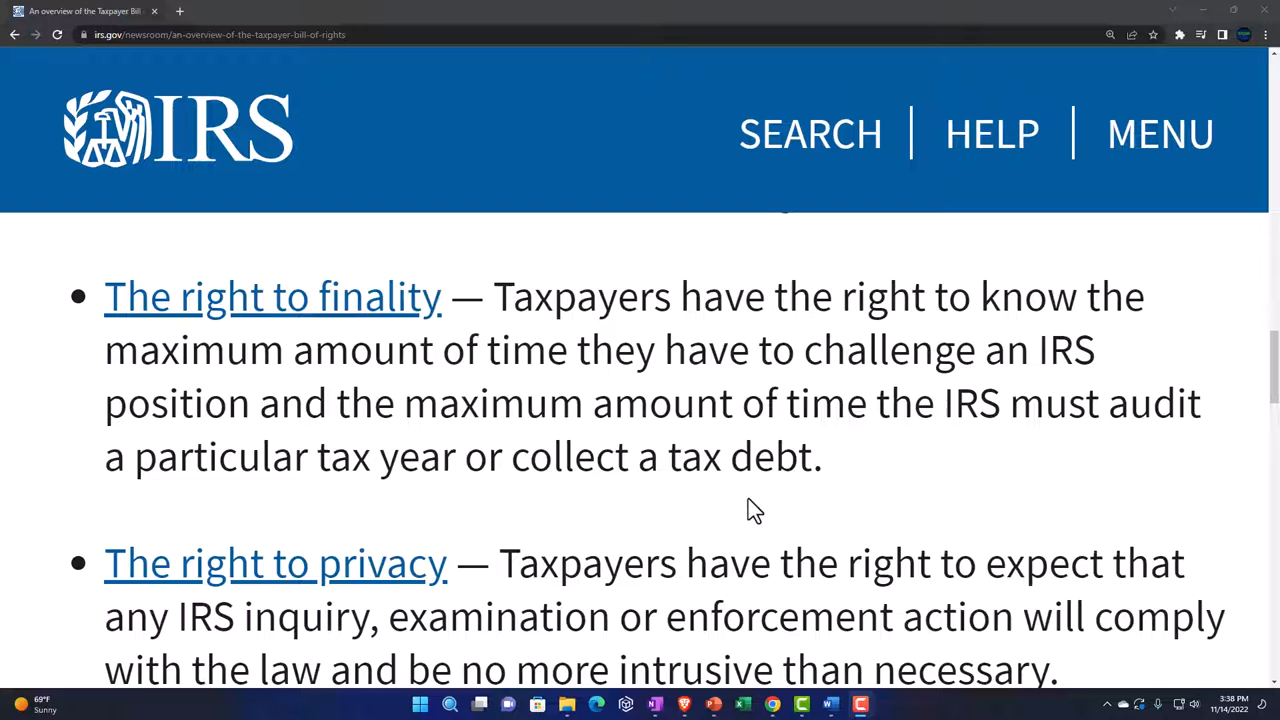 An overview of the Taxpayer Bill
irs.gov/newsroom/an-overview-of-the-taxpayer-bill-of-rights
IRS
SEARCH
HELP
MENU
The right to finality — Taxpayers have the right to know the
maximum amount of time they have to challenge an IRS
position and the maximum amount of time the IRS must audit
a particular tax year or collect a tax debt.
The right to privacy — Taxpayers have the right to expect that
any IRS inquiry, examination or enforcement action will comply
with the law and be no more intrusive than necessary.
69°F
Sunny
3:38 PM
11/14/2022